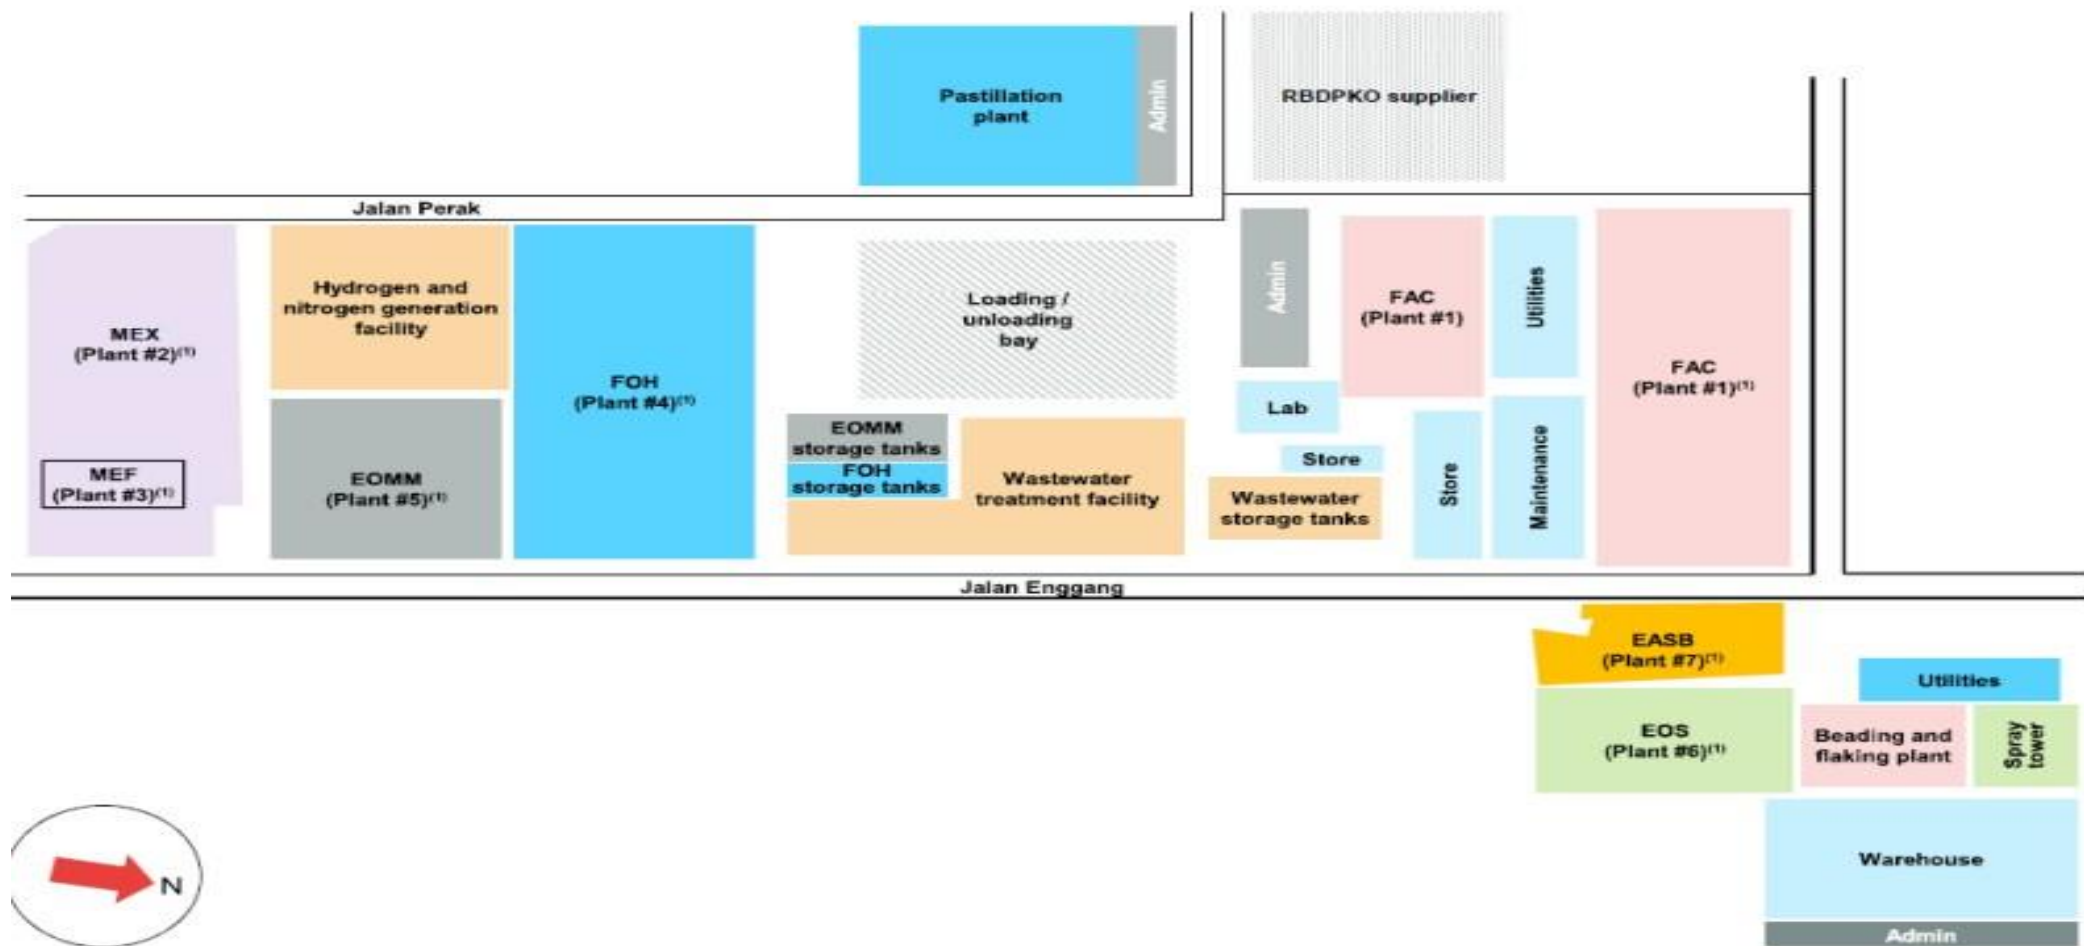 Pastillation
plant
Admin
RBDPKO supplier
Jalan Perak
MEX
(Plant #2)⁽¹⁾
MEF
(Plant #3)⁽¹⁾
Hydrogen and
nitrogen generation
facility
EOMM
(Plant #5)⁽¹⁾
FOH
(Plant #4)⁽¹⁾
Loading /
unloading
bay
EOMM
storage tanks
FOH
storage tanks
Wastewater
treatment facility
Admin
Lab
Store
Wastewater
storage tanks
FAC
(Plant #1)
Store
Utilities
Maintenance
FAC
(Plant #1)⁽¹⁾
Jalan Enggang
EASB
(Plant #7)⁽¹⁾
EOS
(Plant #6)⁽¹⁾
Utilities
Beading and
flaking plant
Spray
tower
Warehouse
Admin
N